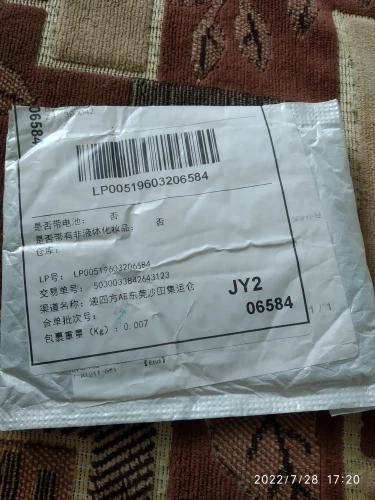 06584
LP00519603206584
是否带电池： 否
是否带有非液体化妆品： 否
仓库：
LP号： LP00519603206584
交易单号： 5030033842643123
渠道名称： 递四方AE东莞沙田集运仓
合单批次号：
包裹重量（Kg）：0.007
JY2
06584
1 / 1
2022/7/28 17:20